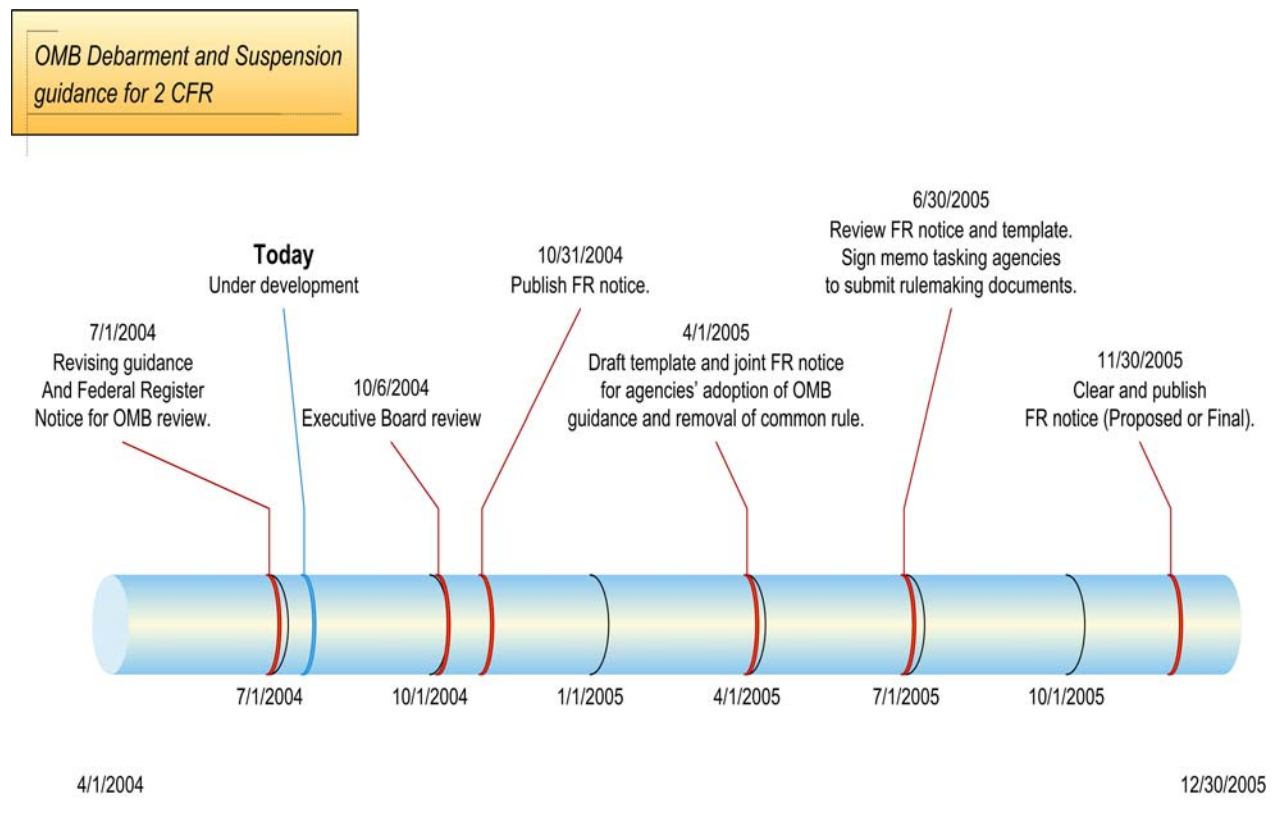 OMB Debarment and Suspension
guidance for 2 CFR
6/30/2005
Review FR notice and template.
Sign memo tasking agencies
to submit rulemaking documents.
Today
Under development
10/31/2004
Publish FR notice.
7/1/2004
Revising guidance
And Federal Register
Notice for OMB review.
10/6/2004
Executive Board review
4/1/2005
Draft template and joint FR notice
for agencies’ adoption of OMB
guidance and removal of common rule.
11/30/2005
Clear and publish
FR notice (Proposed or Final).
7/1/2004
10/1/2004
1/1/2005
4/1/2005
7/1/2005
10/1/2005
4/1/2004
12/30/2005